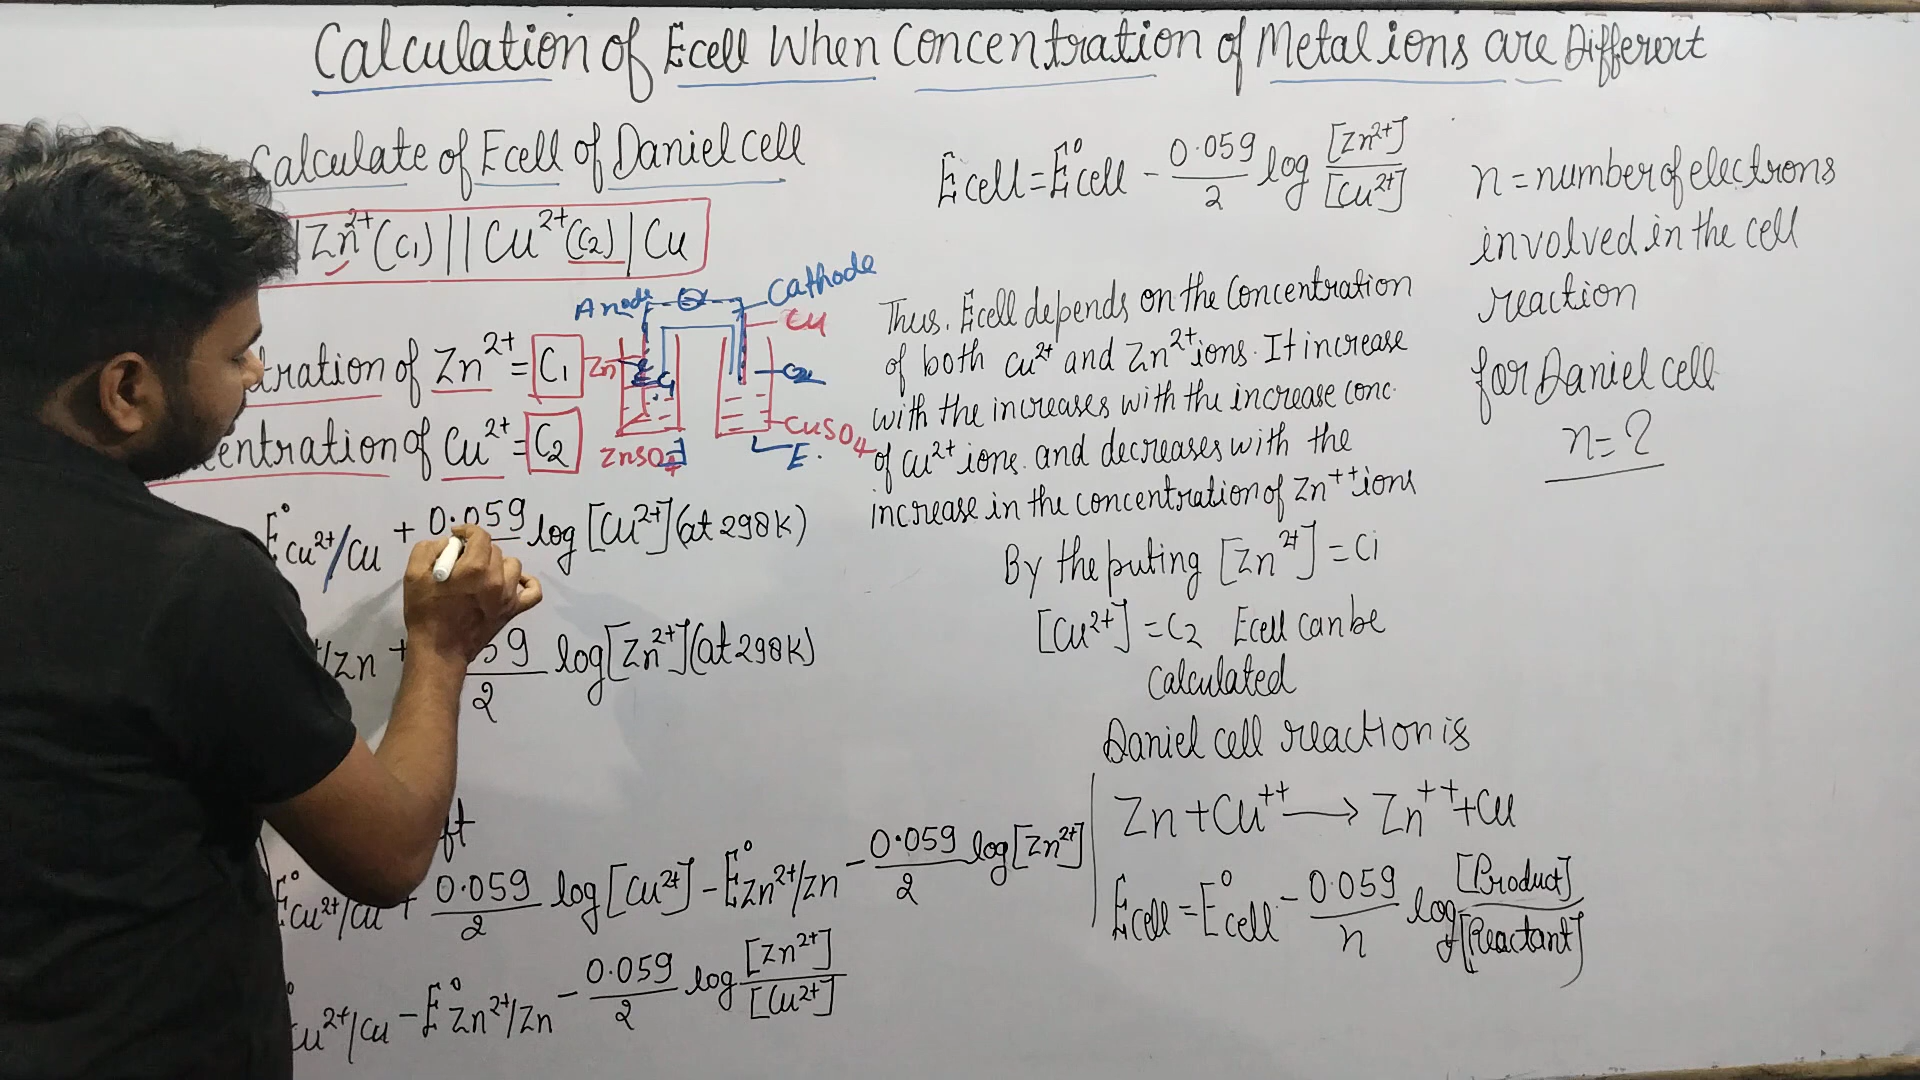 Calculation of Ecell When Concentration of Metal ions are Different
Calculate of Ecell of Daniel cell
|Zn²⁺(C1)||Cu²⁺(C2)|Cu
Anode
Cathode
Cu
tration of Zn²⁺ = C1
Zn
C1
C2
centration of Cu²⁺ = C2
ZnSO4
CuSO4
E.
E°Cu²⁺/Cu + 0.059 log [Cu²⁺] (at 298K)
/Zn + 59/2 log [Zn²⁺] (at 298K)
ft
E°Cu²⁺/Cu + 0.059/2 log [Cu²⁺] - E°Zn²⁺/Zn - 0.059/2 log [Zn²⁺]
°Cu²⁺/Cu - E°Zn²⁺/Zn - 0.059/2 log [Zn²⁺]/[Cu²⁺]
Ecell = E°cell - 0.059/2 log [Zn²⁺]/[Cu²⁺]
Thus. Ecell depends on the Concentration
of both Cu²⁺ and Zn²⁺ ions. It increase
with the increases with the increase conc.
of Cu²⁺ ions. and decreases with the
increase in the concentration of Zn⁺⁺ ions
By the puting [Zn²⁺] = Ci
[Cu²⁺] = C2 Ecell can be
Calculated
Daniel cell reaction is
Zn + Cu⁺⁺ → Zn⁺⁺ + Cu
Ecell = E°cell - 0.059/n log [Product]/[Reactant]
n = number of electrons
involved in the cell
reaction
for Daniel cell
n = 2